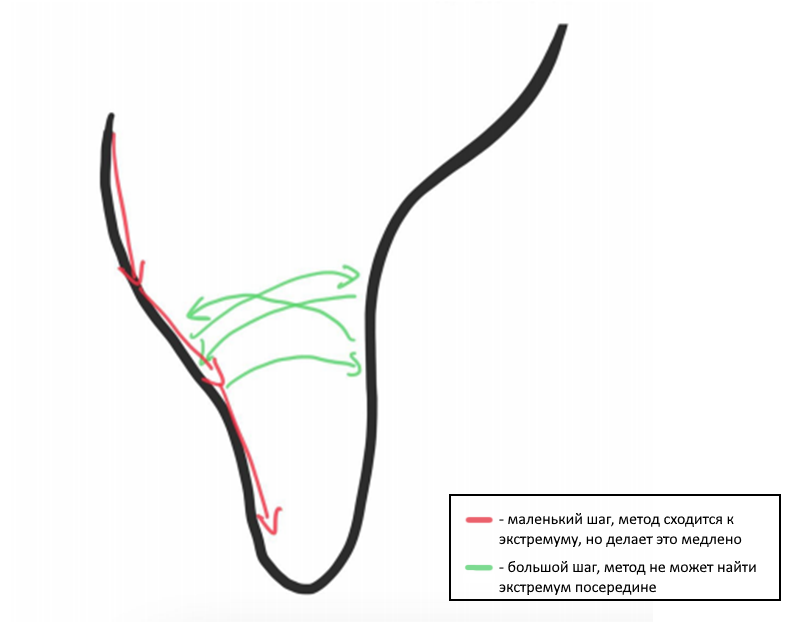 - маленький шаг, метод сходится к
экстремуму, но делает это медлено
- большой шаг, метод не может найти
экстремум посередине